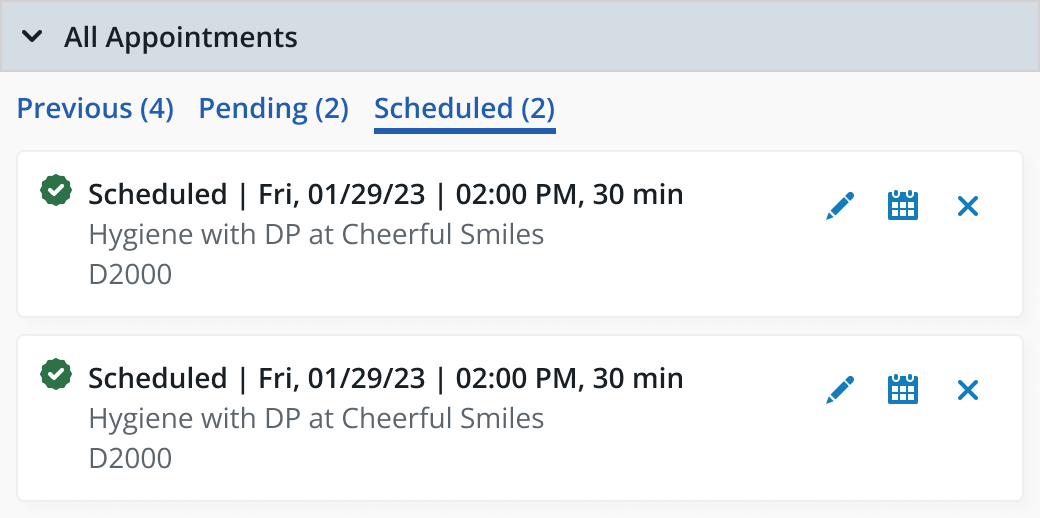 All Appointments
Previous (4) Pending (2) Scheduled (2)
Scheduled | Fri, 01/29/23 | 02:00 PM, 30 min
Hygiene with DP at Cheerful Smiles
D2000
Scheduled | Fri, 01/29/23 | 02:00 PM, 30 min
Hygiene with DP at Cheerful Smiles
D2000